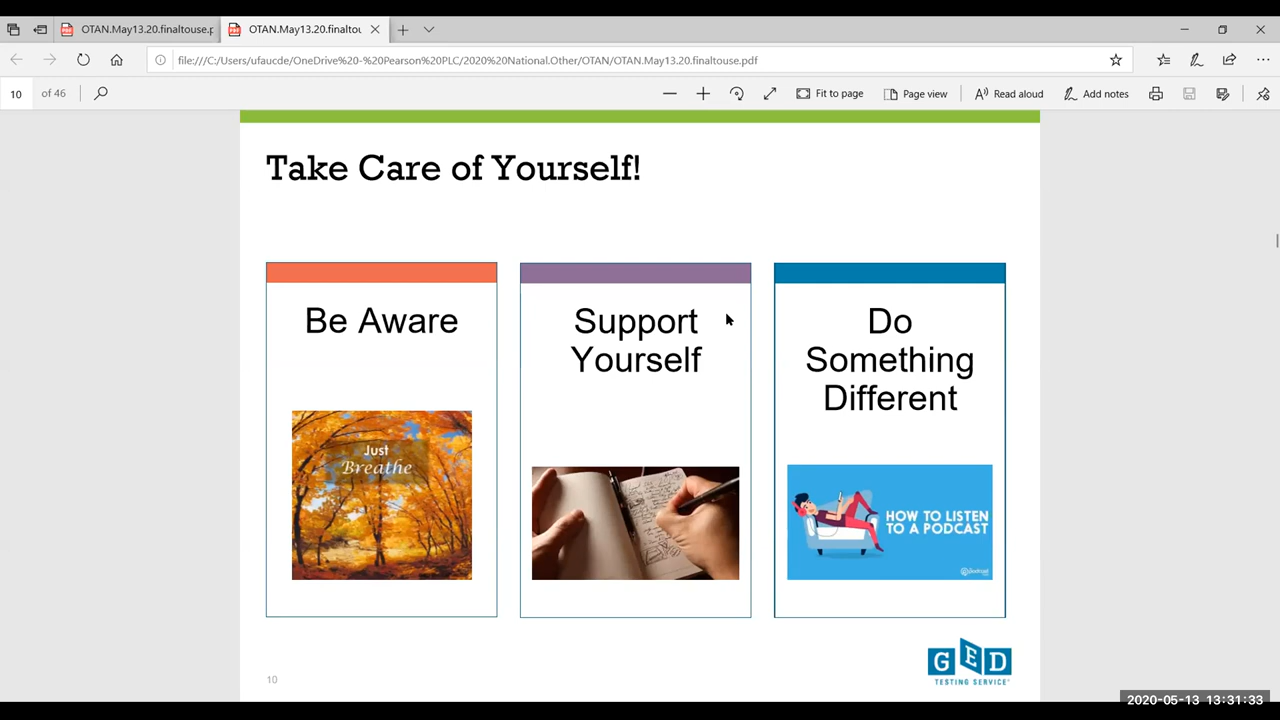 OTAN.May13.20.finaltouse.p
OTAN.May13.20.finaltou
file:///C:/Users/ufaucde/OneDrive%20-%20Pearson%20PLC/2020%20National.Other/OTAN/OTAN.May13.20.finaltouse.pdf
10 of 46
Fit to page
Page view
Read aloud
Add notes
Take Care of Yourself!
Be Aware
Just
Breathe
Support
Yourself
Do
Something
Different
HOW TO LISTEN
TO A PODCAST
10
GED
TESTING SERVICE
2020-05-13 13:31:33